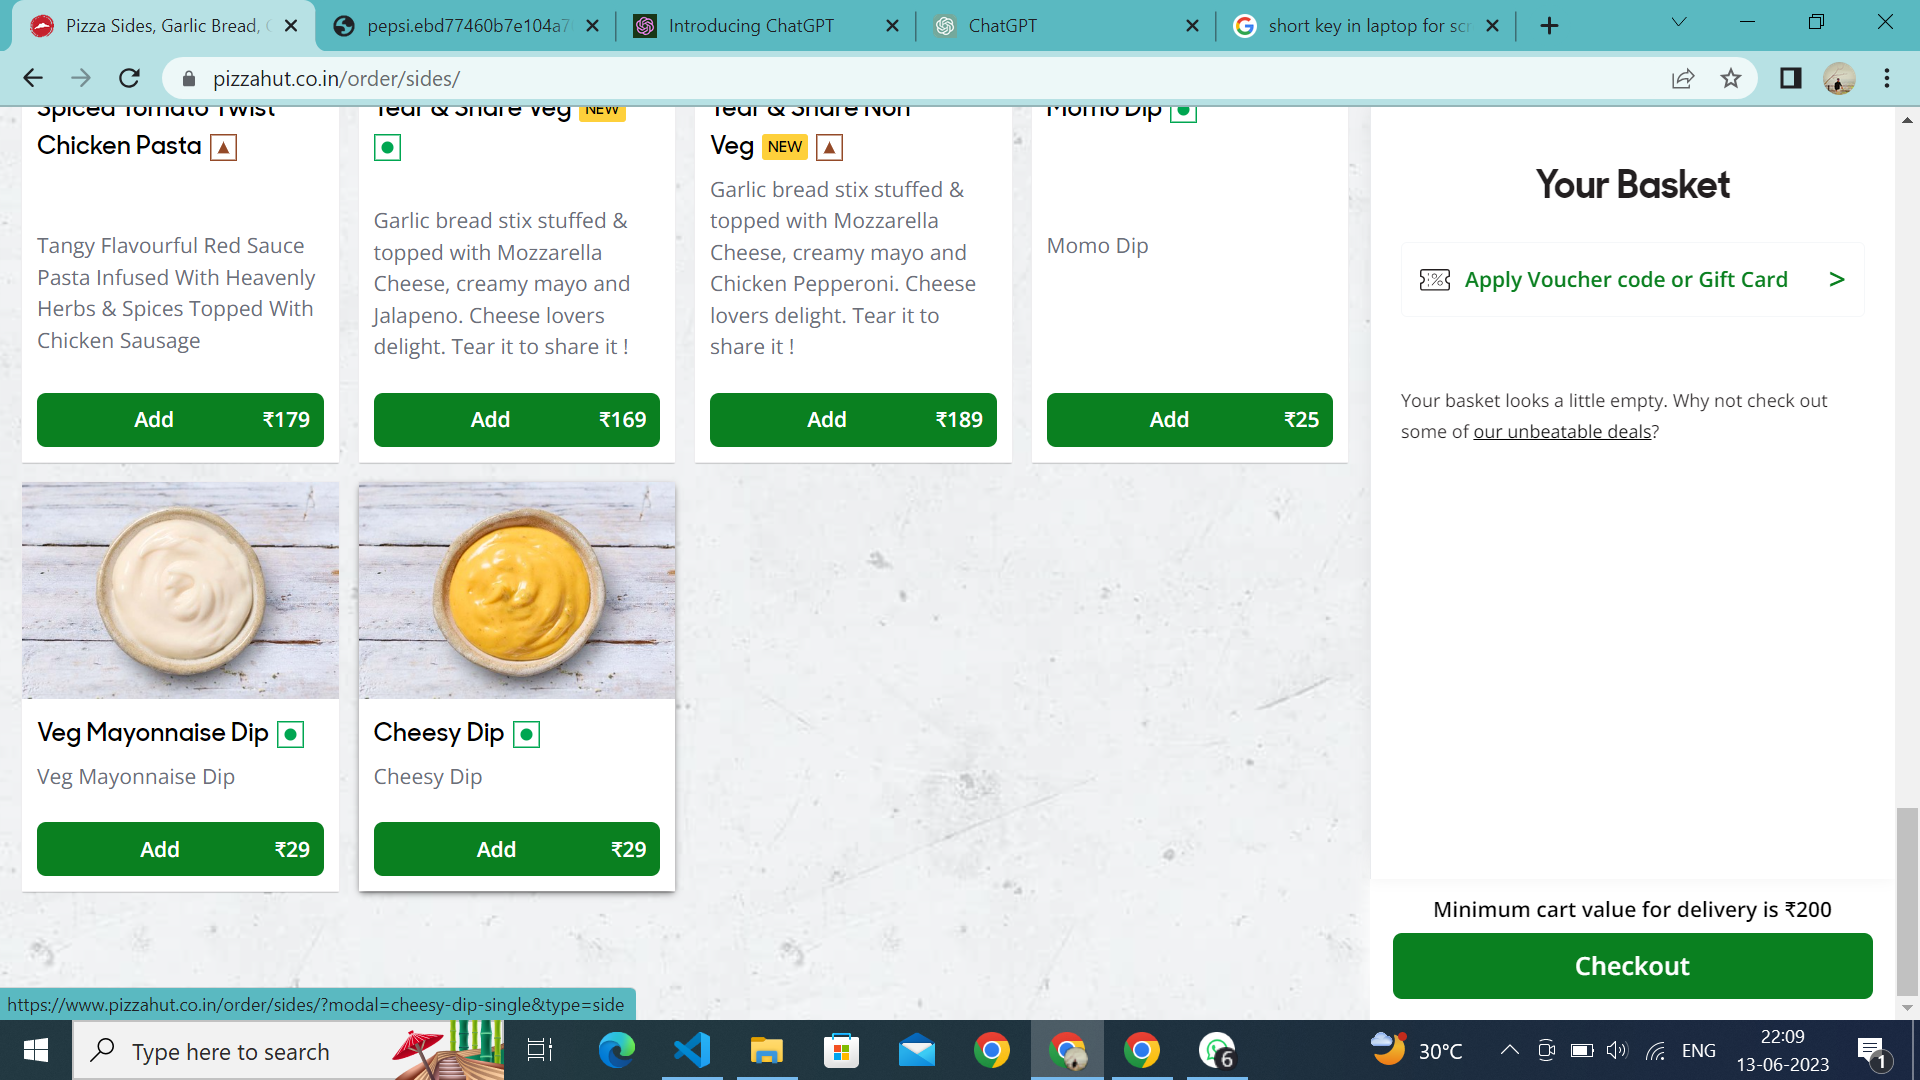 Pizza Sides, Garlic Bread,
pepsi.ebd77460b7e104a7
Introducing ChatGPT
ChatGPT
short key in laptop for scr
pizzahut.co.in/order/sides/
Spiced Tomato Twist
Chicken Pasta
Tangy Flavourful Red Sauce
Pasta Infused With Heavenly
Herbs & Spices Topped With
Chicken Sausage
Add ₹179
Tear & Share Veg NEW
Garlic bread stix stuffed &
topped with Mozzarella
Cheese, creamy mayo and
Jalapeno. Cheese lovers
delight. Tear it to share it !
Add ₹169
Tear & Share Non
Veg NEW
Garlic bread stix stuffed &
topped with Mozzarella
Cheese, creamy mayo and
Chicken Pepperoni. Cheese
lovers delight. Tear it to
share it !
Add ₹189
Momo Dip
Momo Dip
Add ₹25
Veg Mayonnaise Dip
Veg Mayonnaise Dip
Add ₹29
Cheesy Dip
Cheesy Dip
Add ₹29
Your Basket
Apply Voucher code or Gift Card >
Your basket looks a little empty. Why not check out
some of our unbeatable deals?
Minimum cart value for delivery is ₹200
Checkout
https://www.pizzahut.co.in/order/sides/?modal=cheesy-dip-single&type=side
Type here to search
6
30°C
ENG
22:09
13-06-2023
1